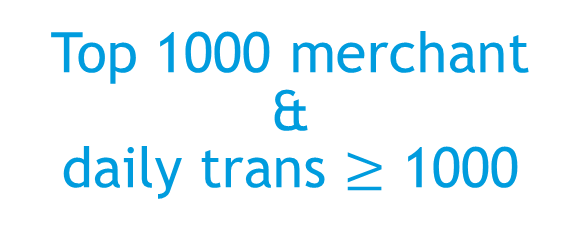 Top 1000 merchant
&
daily trans ≥ 1000